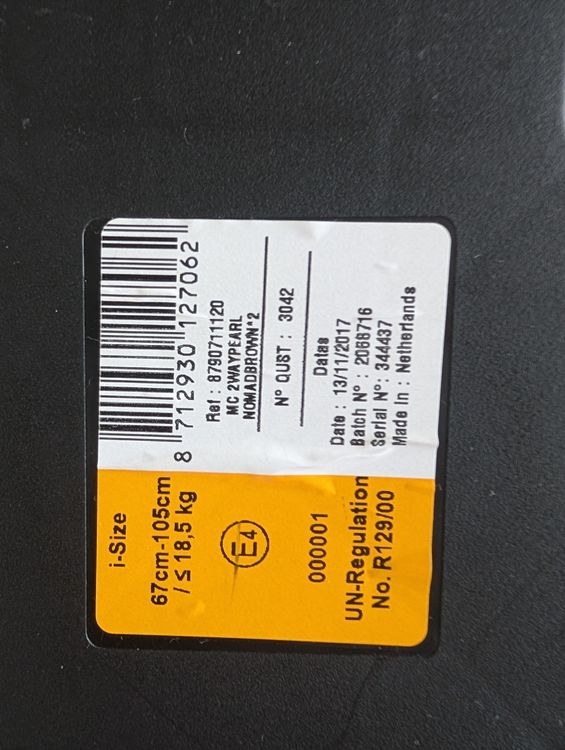 i-Size
67cm-105cm
/ ≤ 18,5 kg
E4
000001
UN-Regulation
No. R129/00
8 712930 127062
Ref : 8790711120
MC 2WAYPEARL
NOMADBROWN^2
N° QUST : 3042
Datas
Date : 13/11/2017
Batch N° : 2068716
Serial N°: 344437
Made In : Netherlands